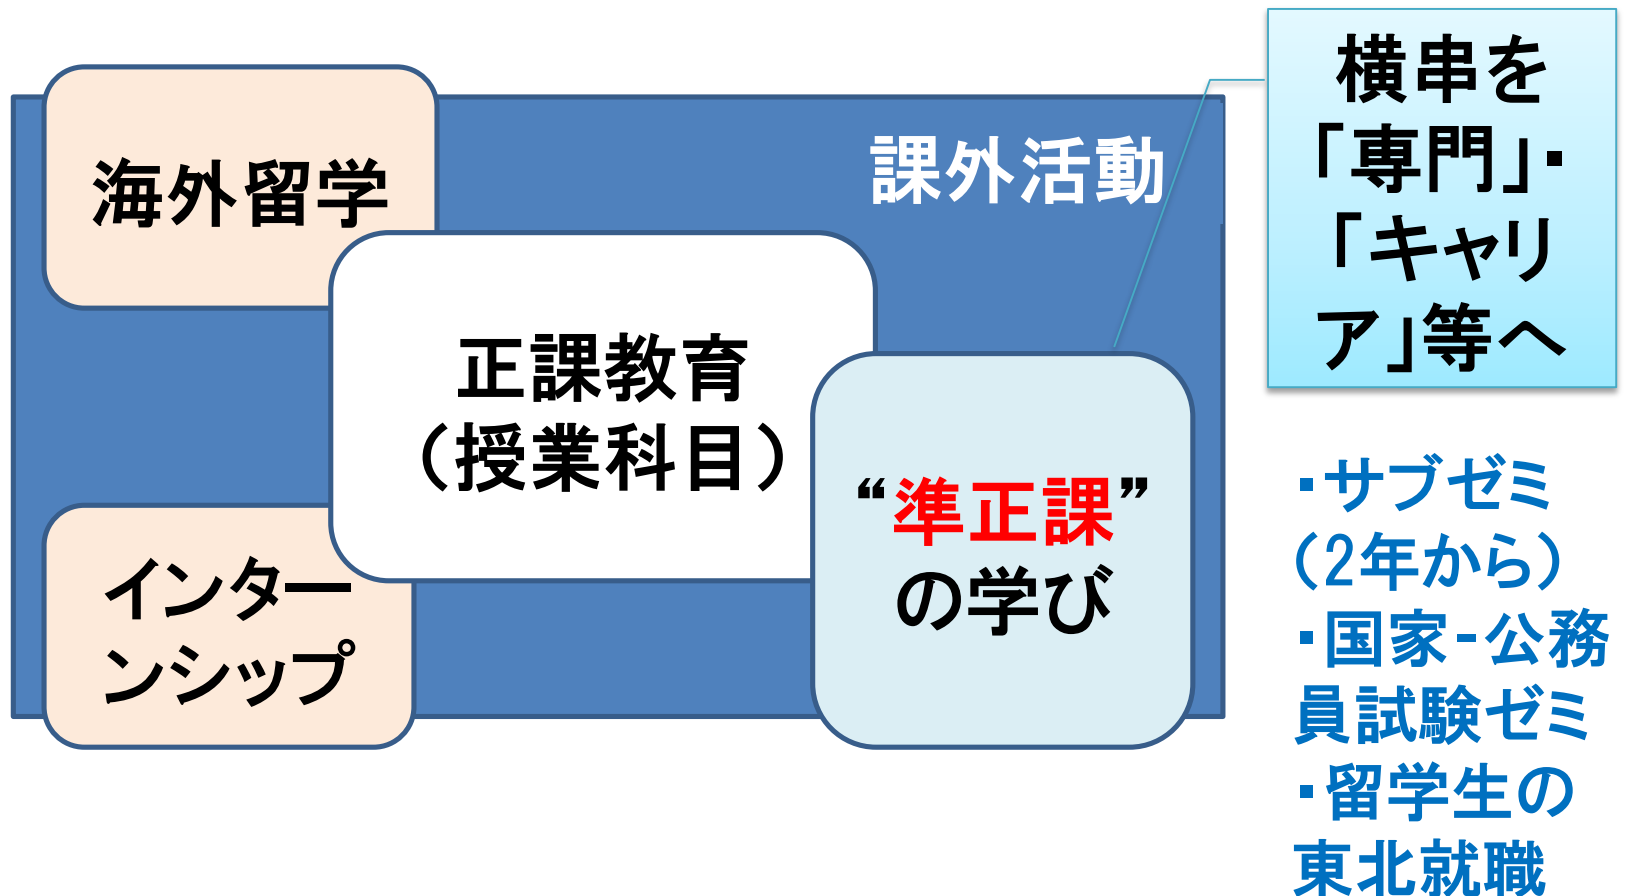 海外留学
課外活動
正課教育
（授業科目）
インター
ンシップ
“準正課”
の学び
横串を
「専門」・
「キャリ
ア」等へ
・サブゼミ
（2年から）
・国家-公務
員試験ゼミ
・留学生の
東北就職